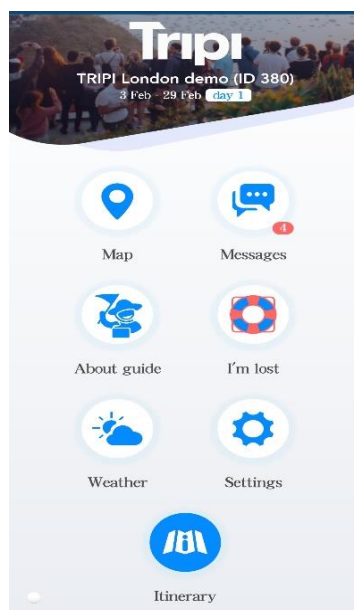 Tripi
TRIPI London demo (ID 380)
3 Feb - 29 Feb day 1
Map
Messages
4
About guide
I'm lost
Weather
Settings
Itinerary